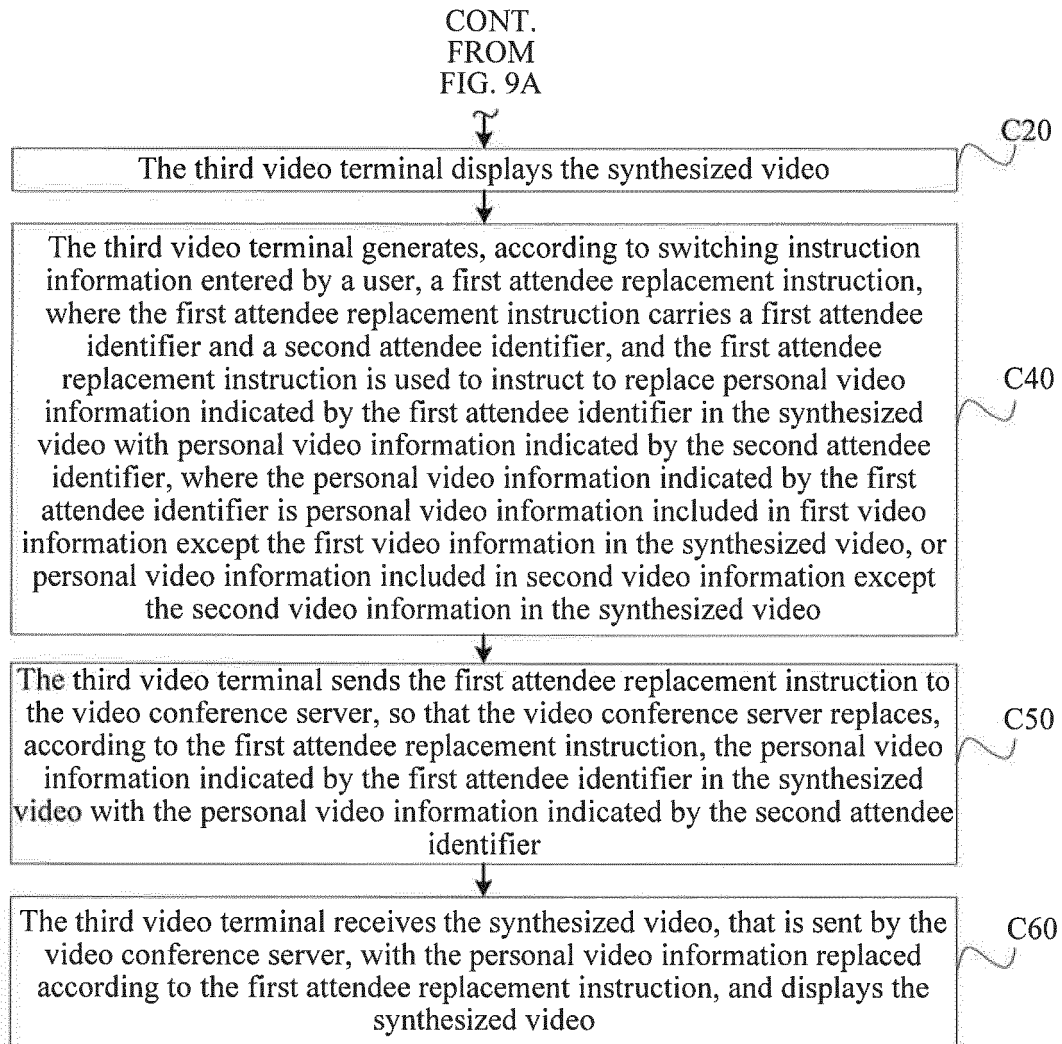 CONT.
FROM
FIG. 9A
C20
The third video terminal displays the synthesized video
The third video terminal generates, according to switching instruction
information entered by a user, a first attendee replacement instruction,
where the first attendee replacement instruction carries a first attendee
identifier and a second attendee identifier, and the first attendee
replacement instruction is used to instruct to replace personal video
information indicated by the first attendee identifier in the synthesized
video with personal video information indicated by the second attendee
identifier, where the personal video information indicated by the first
attendee identifier is personal video information included in first video
information except the first video information in the synthesized video, or
personal video information included in second video information except
the second video information in the synthesized video
C40
The third video terminal sends the first attendee replacement instruction to
the video conference server, so that the video conference server replaces,
according to the first attendee replacement instruction, the personal video
information indicated by the first attendee identifier in the synthesized
video with the personal video information indicated by the second attendee
identifier
C50
The third video terminal receives the synthesized video, that is sent by the
video conference server, with the personal video information replaced
according to the first attendee replacement instruction, and displays the
synthesized video
C60